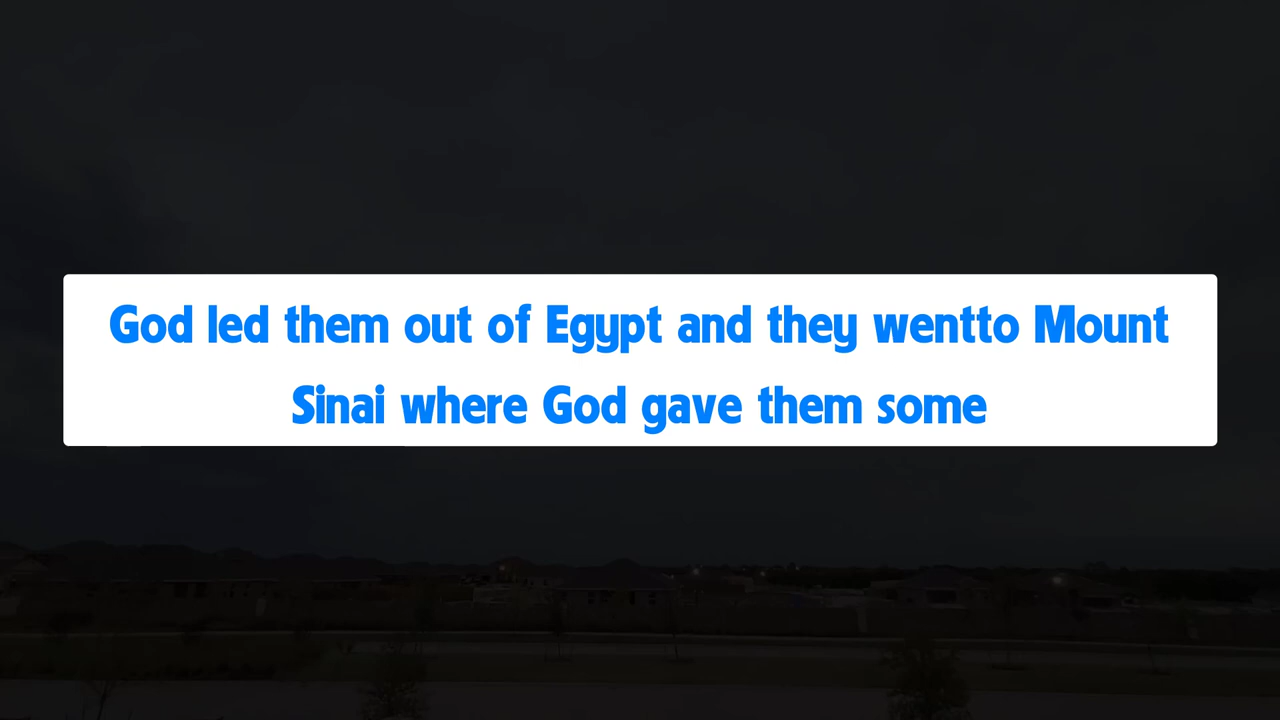 God led them out of Egypt and they wentto Mount
Sinai where God gave them some